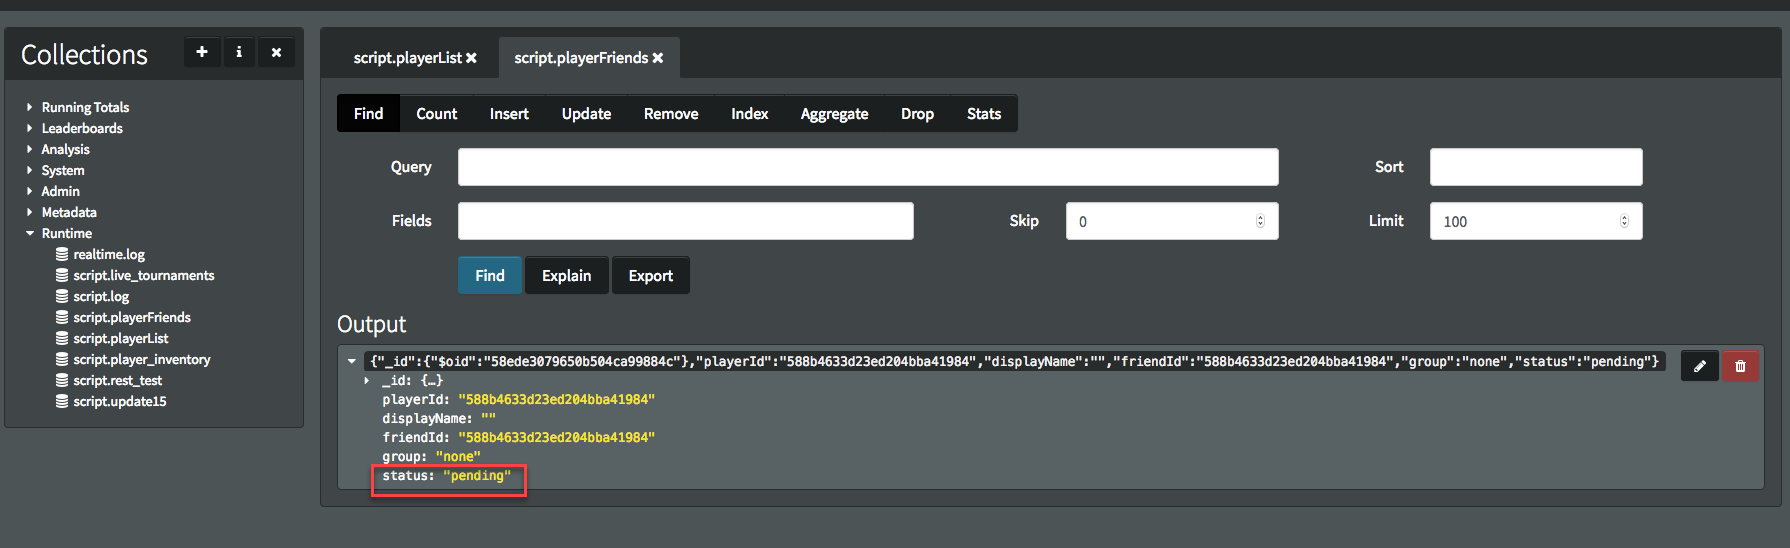 Collections
Running Totals
Leaderboards
Analysis
System
Admin
Metadata
Runtime
realtime.log
script.live_tournaments
script.log
script.playerFriends
script.playerList
script.player_inventory
script.rest_test
script.update15
script.playerList script.playerFriends
Find Count Insert Update Remove Index Aggregate Drop Stats
Query Sort
Fields Skip 0 Limit 100
Find Explain Export
Output
{"_id":{"$oid":"58ede3079650b504ca99884c"},"playerId":"588b4633d23ed204bba41984","displayName":"","friendId":"588b4633d23ed204bba41984","group":"none","status":"pending"}
_id: {…}
playerId: "588b4633d23ed204bba41984"
displayName: ""
friendId: "588b4633d23ed204bba41984"
group: "none"
status: "pending"